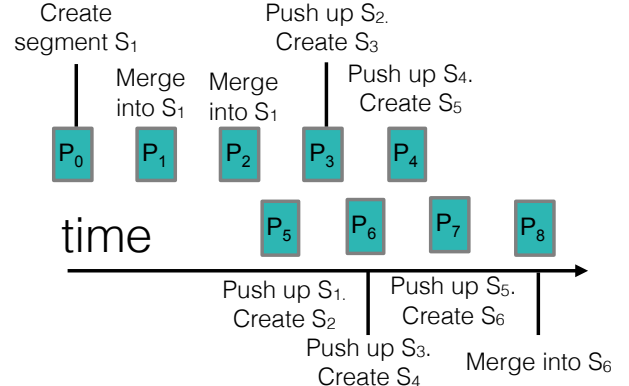 Create
segment S₁
Push up S₂.
Create S₃
Merge
into S₁
Merge
into S₁
Push up S₄.
Create S₅
P₀
P₁
P₂
P₃
P₄
P₅
P₆
P₇
P₈
time
Push up S₁.
Create S₂
Push up S₅.
Create S₆
Push up S₃.
Create S₄
Merge into S₆